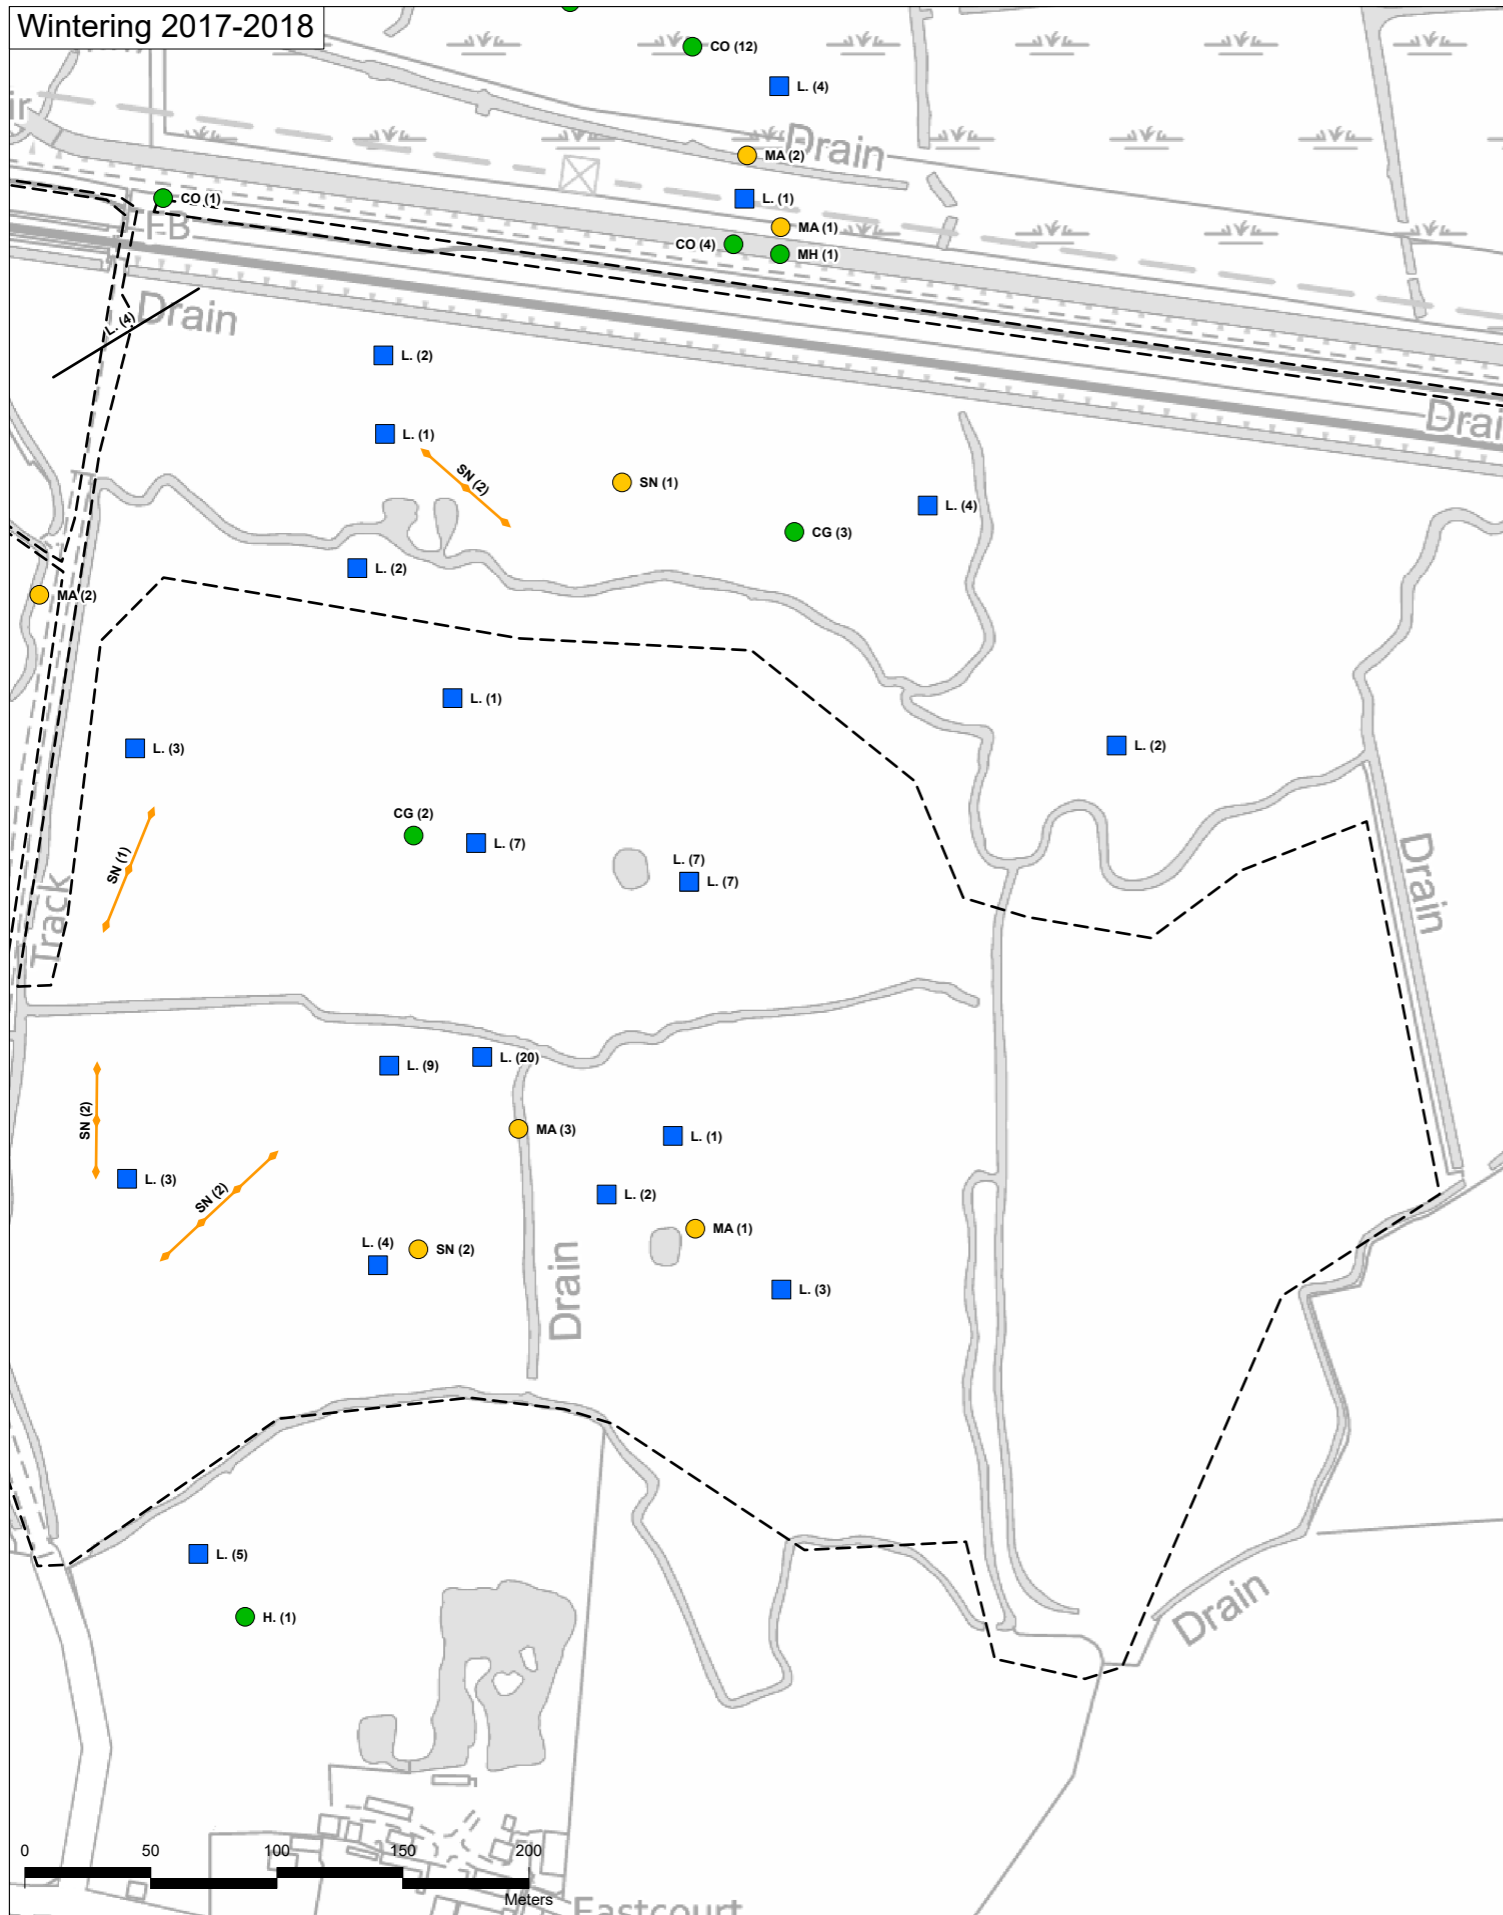 Wintering 2017-2018
CO (12)
L. (4)
ir
Drain
MA (2)
CO (1)
L. (1)
FB
MA (1)
CO (4)
MH (1)
Drain
L. (4)
L. (2)
Drai
L. (1)
SN (2)
SN (1)
L. (4)
CG (3)
L. (2)
MA (2)
L. (1)
L. (3)
L. (2)
CG (2)
L. (7)
SN (1)
L. (7)
L. (7)
Drain
Track
L. (20)
L. (9)
SN (2)
MA (3)
L. (1)
L. (3)
SN (2)
L. (2)
MA (1)
L. (4)
SN (2)
Drain
L. (3)
L. (5)
H. (1)
Drain
0 50 100 150 200
Meters
Eastcourt